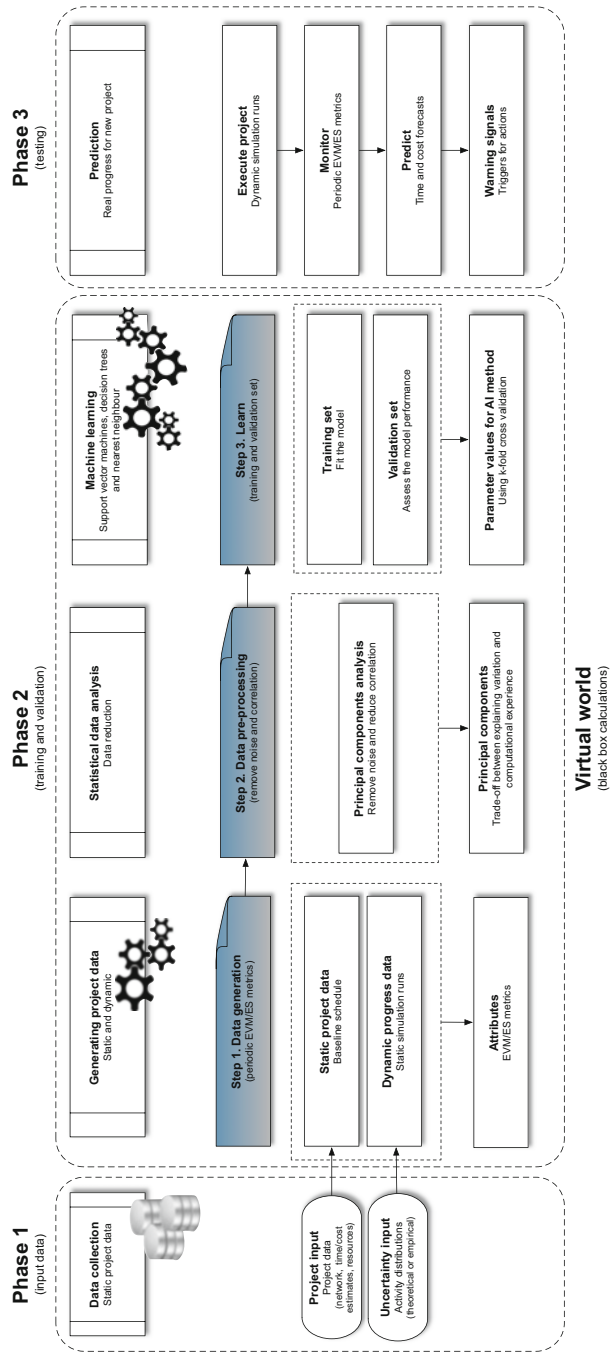 Phase 1
(input data)
Data collection
Static project data
Project input
Project data
(network, time/cost
estimates, resources)
Uncertainty input
Activity distributions
(theoretical or empirical)
Phase 2
(training and validation)
Generating project data
Static and dynamic
Step 1. Data generation
(periodic EVM/ES metrics)
Static project data
Baseline schedule
Dynamic progress data
Static simulation runs
Attributes
EVM/ES metrics
Statistical data analysis
Data reduction
Step 2. Data pre-processing
(remove noise and correlation)
Principal components analysis
Remove noise and reduce correlation
Principal components
Trade-off between explaining variation and
computational experience
Machine learning
Support vector machines, decision trees
and nearest neighbour
Step 3. Learn
(training and validation set)
Training set
Fit the model
Validation set
Assess the model performance
Parameter values for AI method
Using k-fold cross validation
Virtual world
(black box calculations)
Phase 3
(testing)
Prediction
Real progress for new project
Execute project
Dynamic simulation runs
Monitor
Periodic EVM/ES metrics
Predict
Time and cost forecasts
Warning signals
Triggers for actions